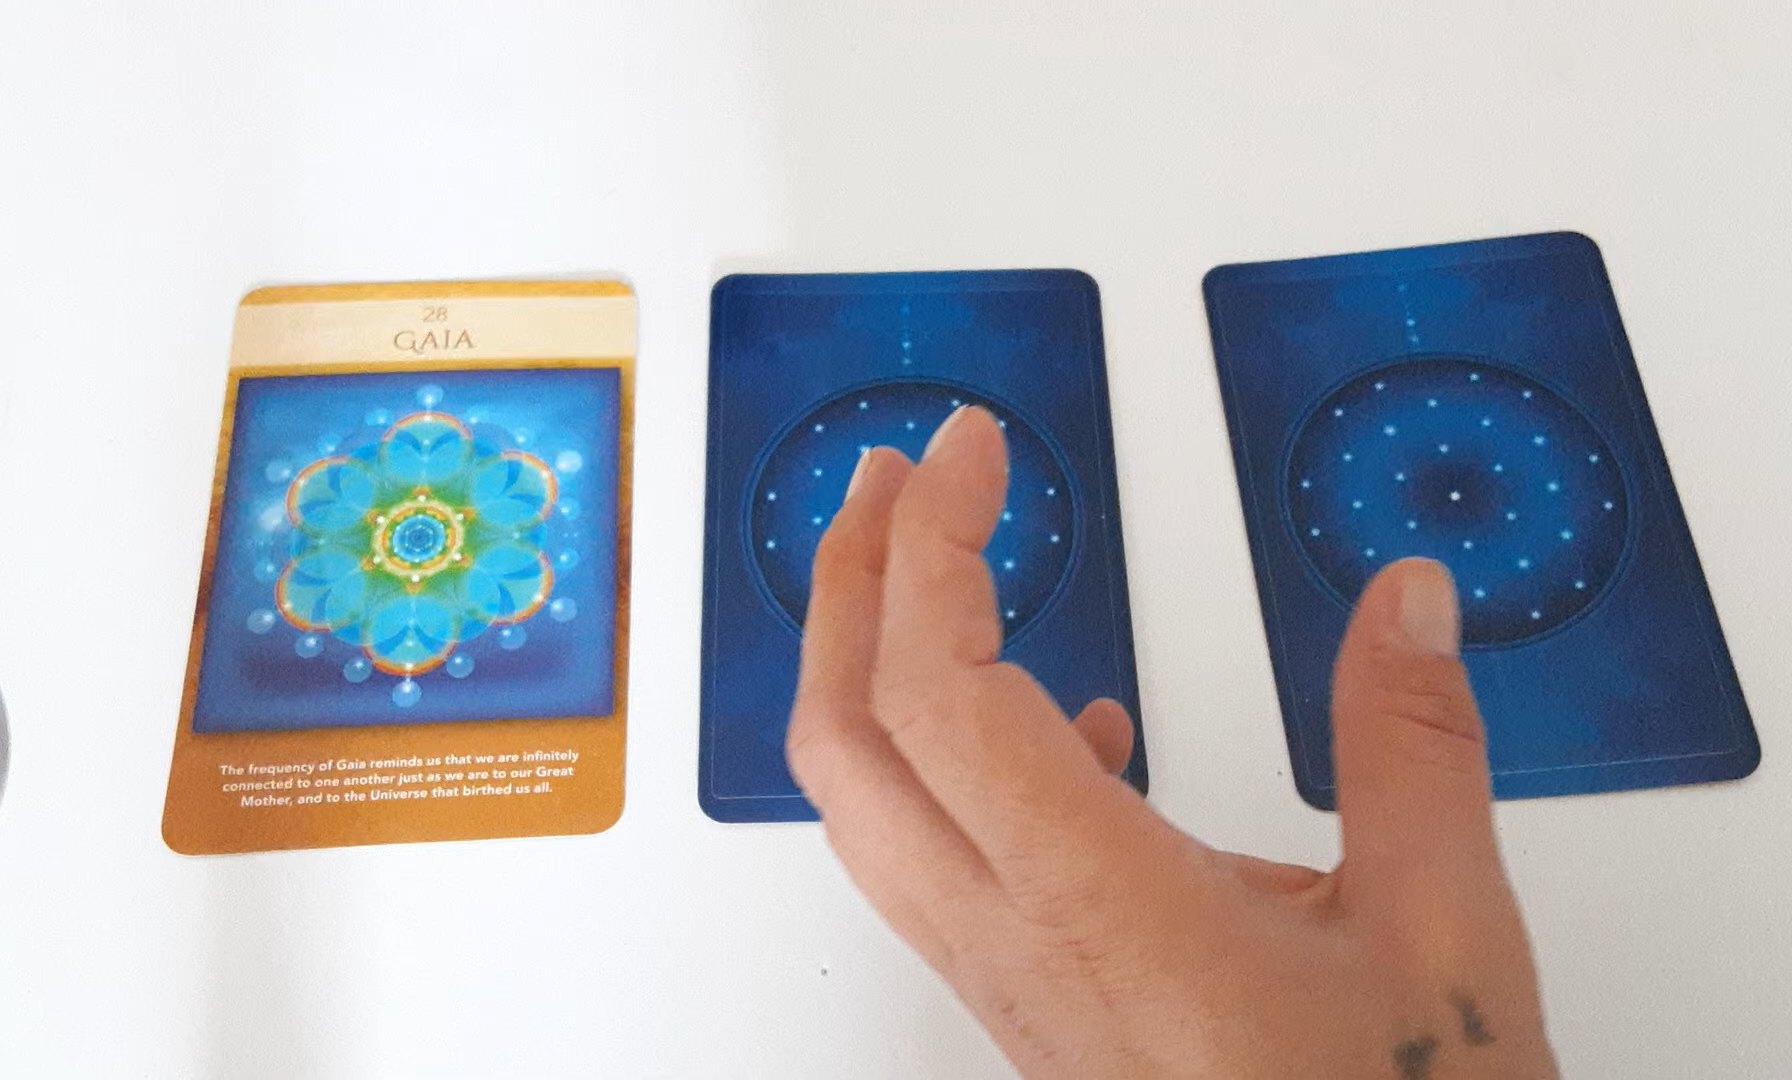 28
GAIA
The frequency of Gaia reminds us that we are infinitely
connected to one another just as we are to our Great
Mother, and to the Universe that birthed us all.